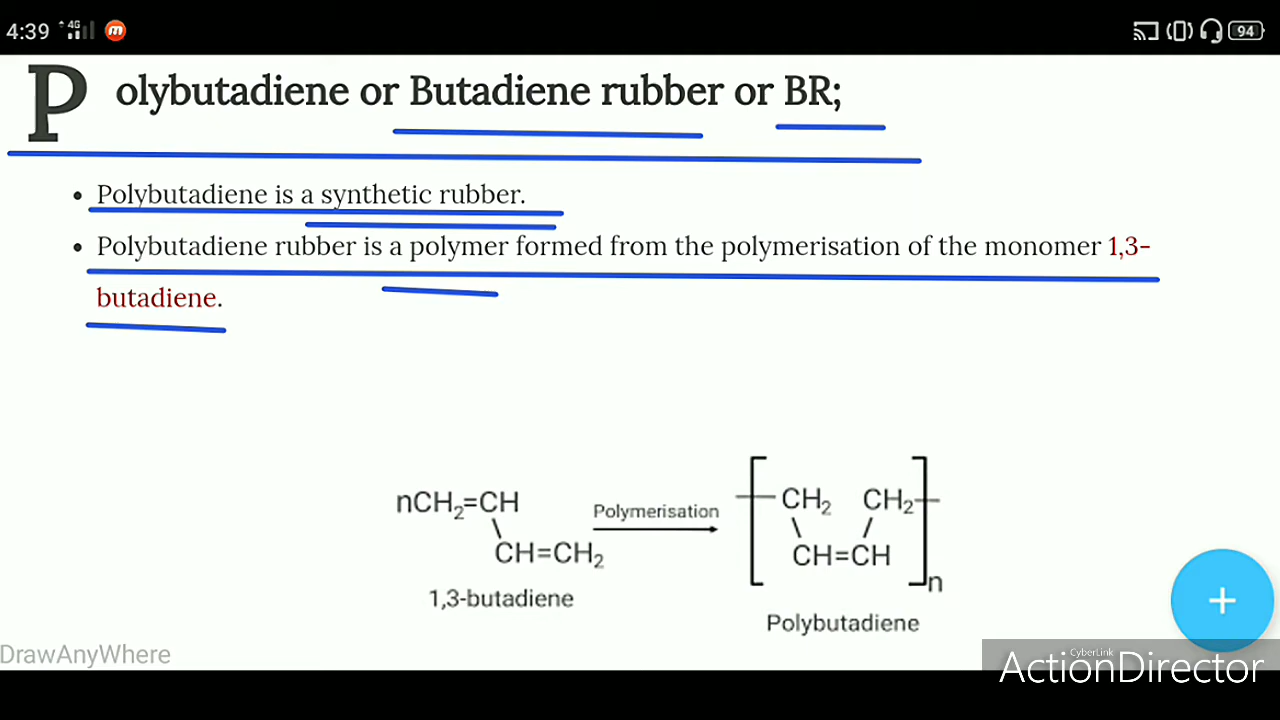 4:39 4G m 94
Polybutadiene or Butadiene rubber or BR;
• Polybutadiene is a synthetic rubber.
• Polybutadiene rubber is a polymer formed from the polymerisation of the monomer 1,3-
butadiene.
nCH₂=CH
CH=CH₂
1,3-butadiene
Polymerisation
CH₂ CH₂
CH=CH
n
Polybutadiene
+
DrawAnyWhere
CyberLink
ActionDirector